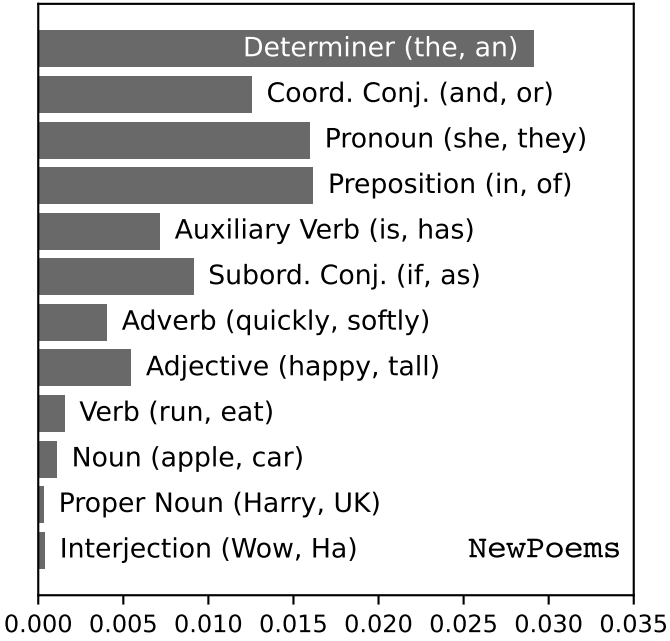 Determiner (the, an)
Coord. Conj. (and, or)
Pronoun (she, they)
Preposition (in, of)
Auxiliary Verb (is, has)
Subord. Conj. (if, as)
Adverb (quickly, softly)
Adjective (happy, tall)
Verb (run, eat)
Noun (apple, car)
Proper Noun (Harry, UK)
Interjection (Wow, Ha) NewPoems
0.000 0.005 0.010 0.015 0.020 0.025 0.030 0.035